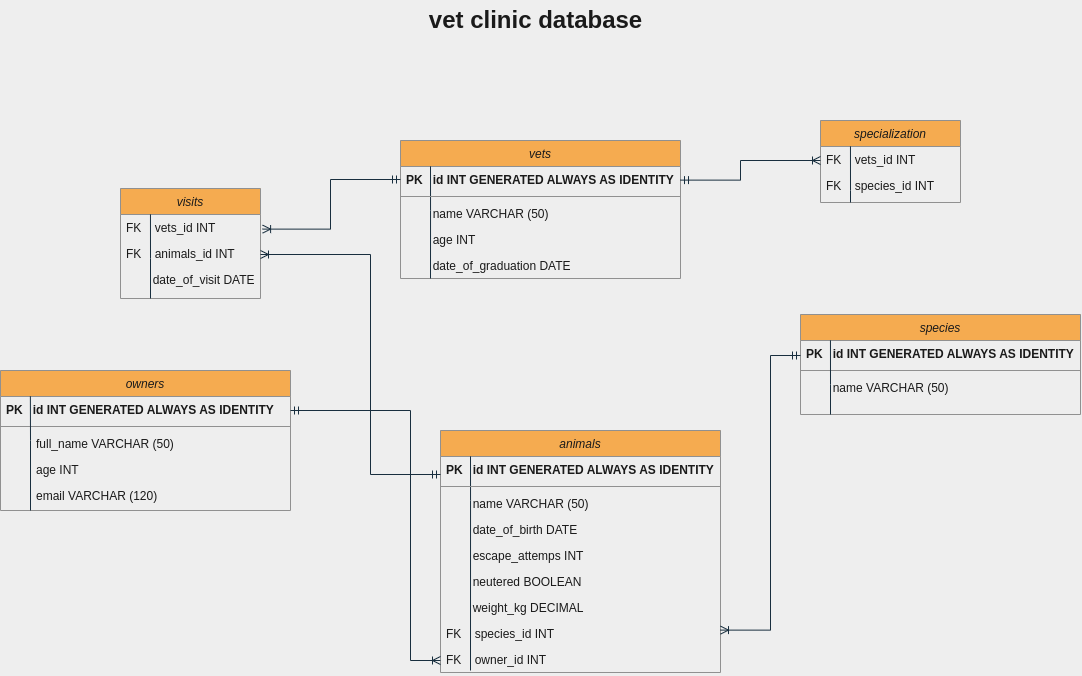 vet clinic database
specialization
FK vets_id INT
FK species_id INT
vets
PK id INT GENERATED ALWAYS AS IDENTITY
name VARCHAR (50)
age INT
date_of_graduation DATE
visits
FK vets_id INT
FK animals_id INT
date_of_visit DATE
species
PK id INT GENERATED ALWAYS AS IDENTITY
name VARCHAR (50)
owners
PK id INT GENERATED ALWAYS AS IDENTITY
full_name VARCHAR (50)
age INT
email VARCHAR (120)
animals
PK id INT GENERATED ALWAYS AS IDENTITY
name VARCHAR (50)
date_of_birth DATE
escape_attemps INT
neutered BOOLEAN
weight_kg DECIMAL
FK species_id INT
FK owner_id INT